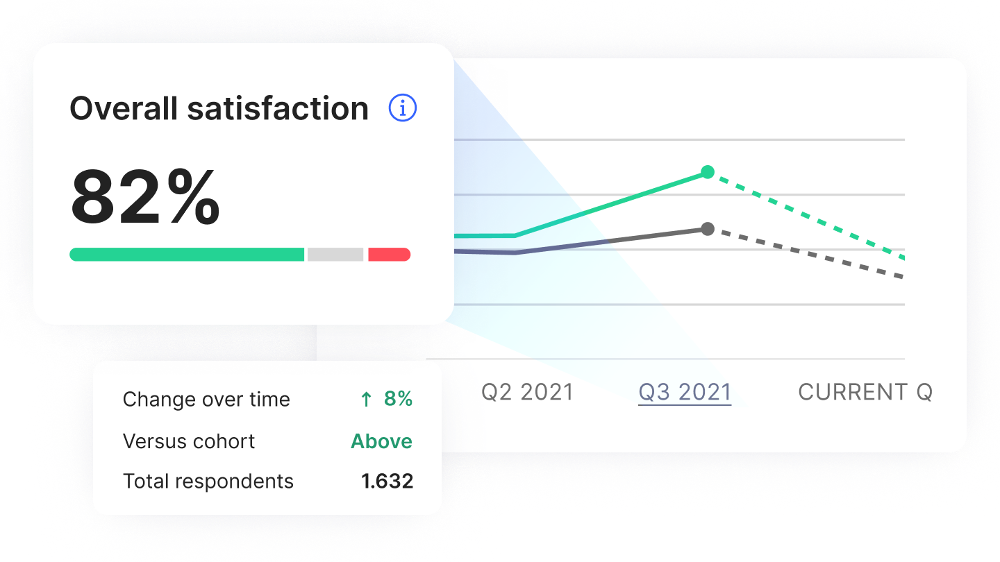 Overall satisfaction
82%
Q2 2021
Q3 2021
CURRENT Q
Change over time ↑ 8%
Versus cohort Above
Total respondents 1.632